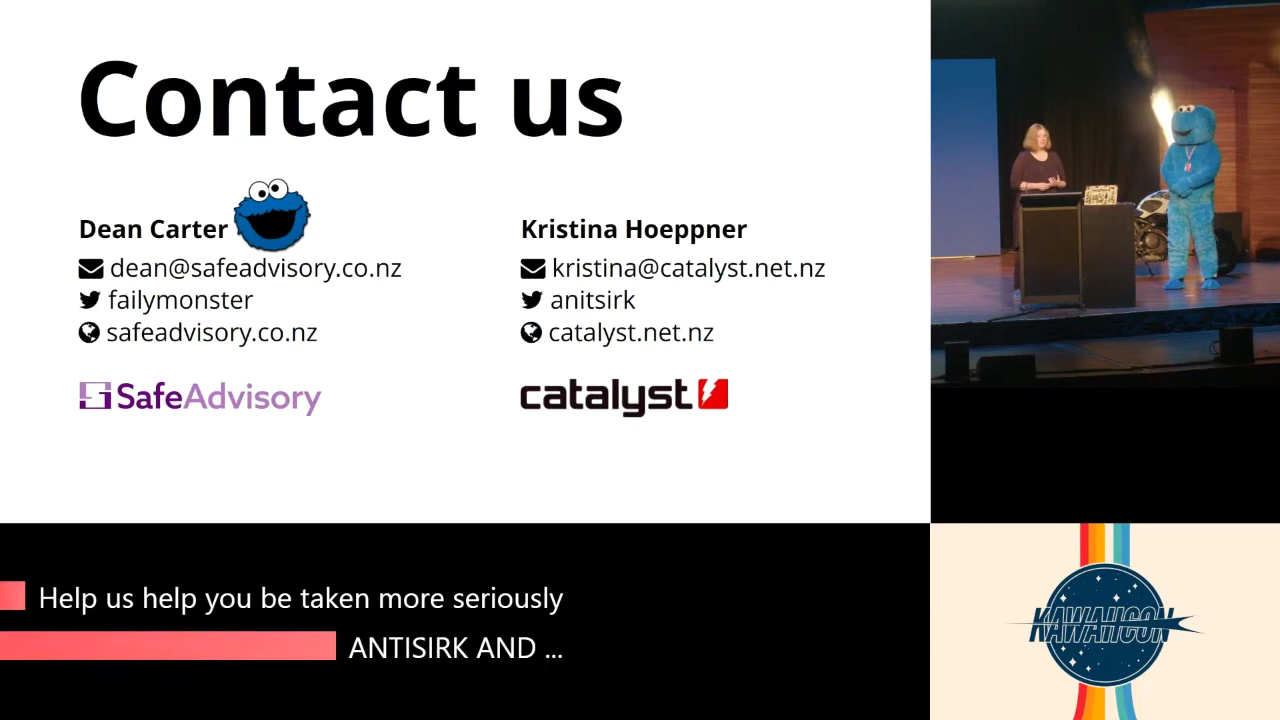 Contact us
Dean Carter
dean@safeadvisory.co.nz
failymonster
safeadvisory.co.nz
SafeAdvisory
Kristina Hoeppner
kristina@catalyst.net.nz
anitsirk
catalyst.net.nz
catalyst
Help us help you be taken more seriously
ANTISIRK AND ...
KAWAIICON